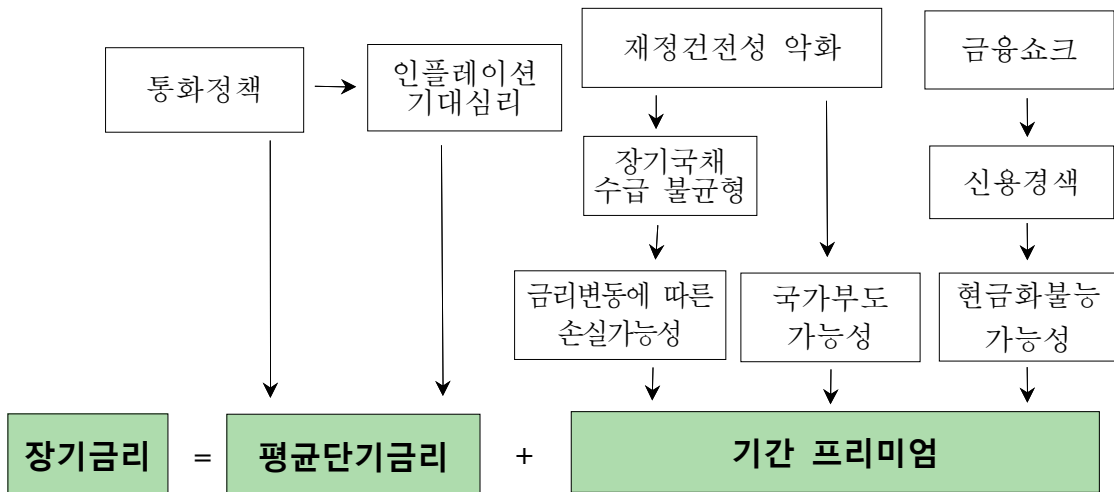 통화정책
인플레이션
기대심리
재정건전성 악화
금융쇼크
장기국채
수급 불균형
신용경색
금리변동에 따른
손실가능성
국가부도
가능성
현금화불능
가능성
장기금리 = 평균단기금리 + 기간 프리미엄